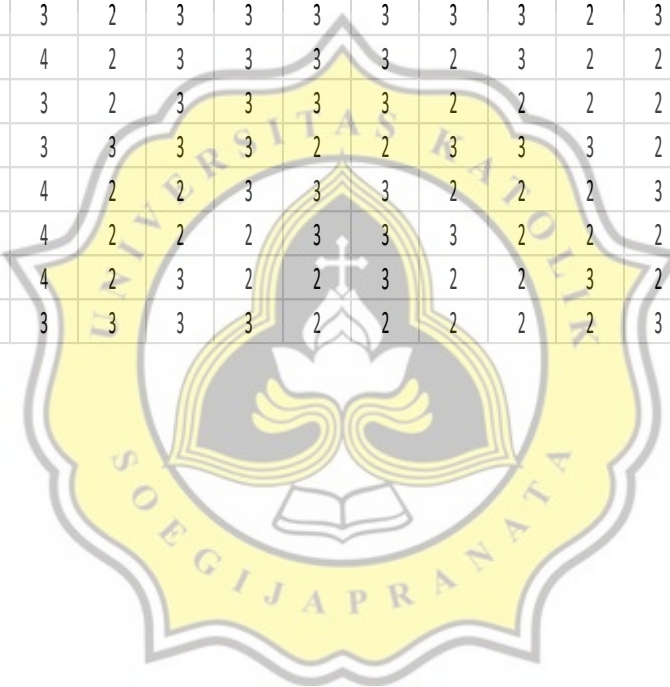 3 2 3 3 3 3 3 3 2 3
4 2 3 3 3 3 2 3 2 2
3 2 3 3 3 3 2 2 2 2
3 3 3 3 2 2 3 3 3 2
4 2 2 3 3 3 2 2 2 3
4 2 2 2 3 3 3 2 2 2
4 2 3 2 2 3 2 2 3 2
3 3 3 3 2 2 2 2 2 3
UNIVERSITAS KATOLIK
SOEGIJAPRANATA